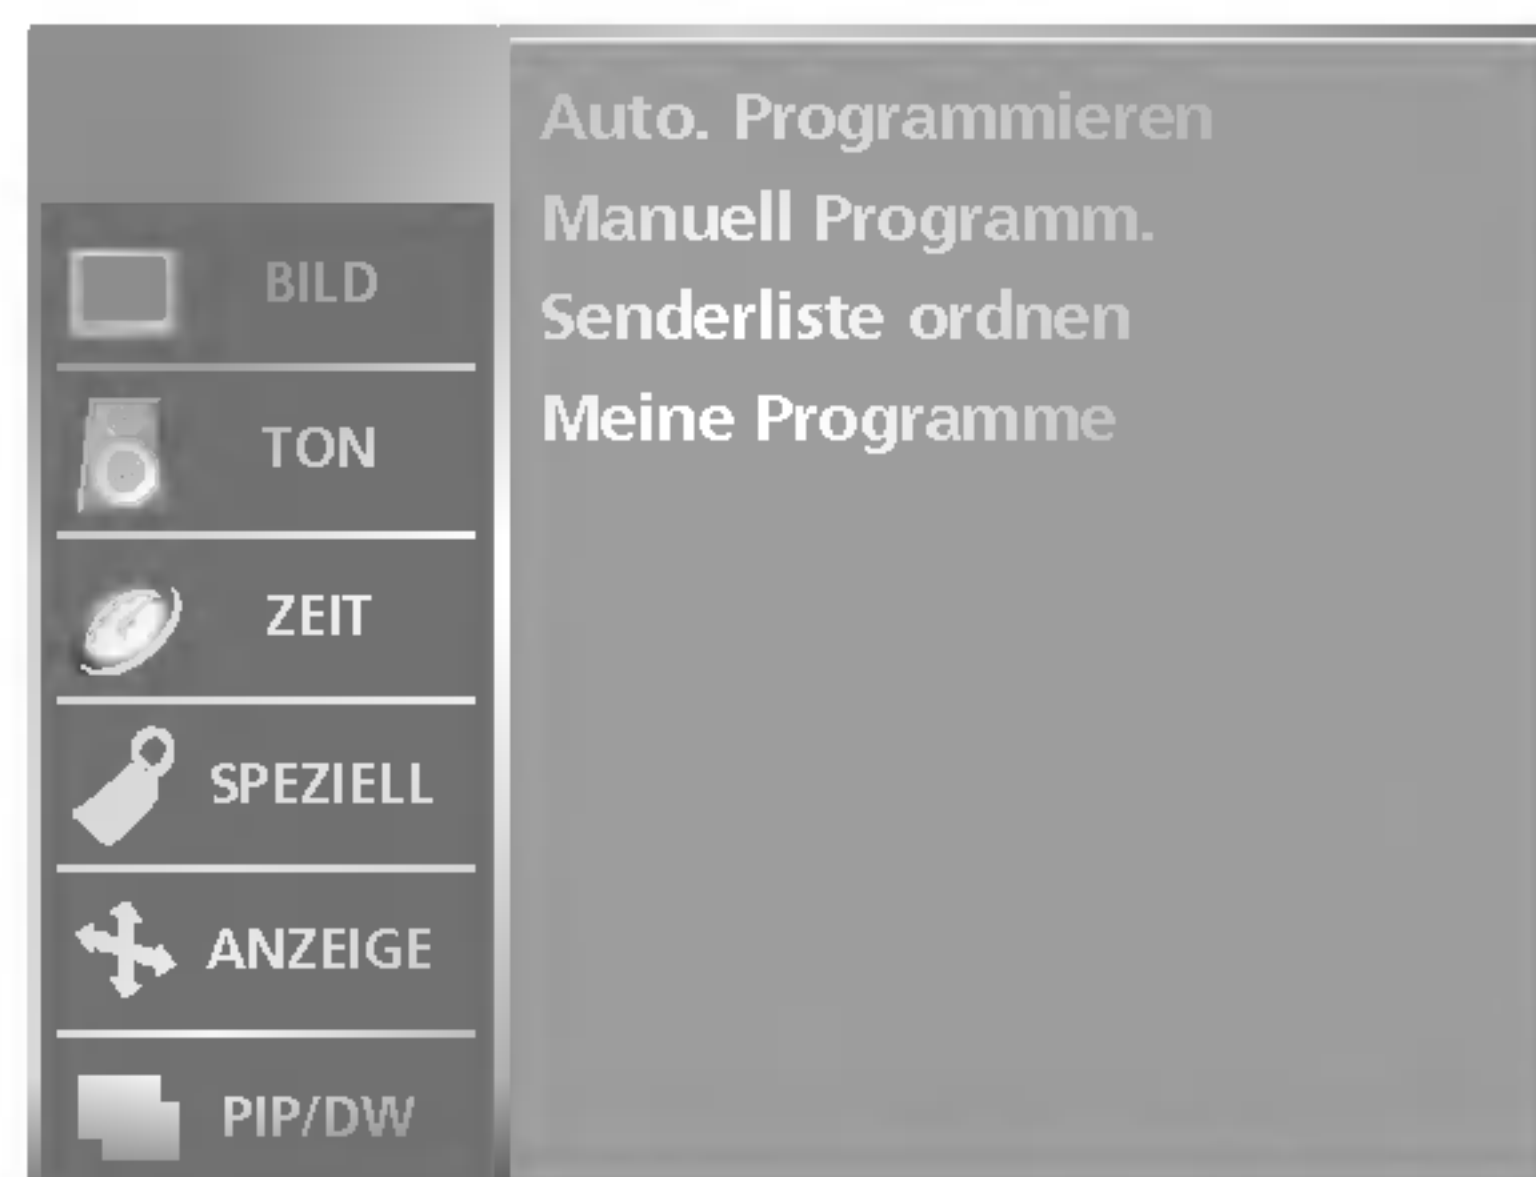 Auto. Programmieren
Manuell Programm.
Senderliste ordnen
Meine Programme
BILD
TON
ZEIT
SPEZIELL
ANZEIGE
PIP/DW